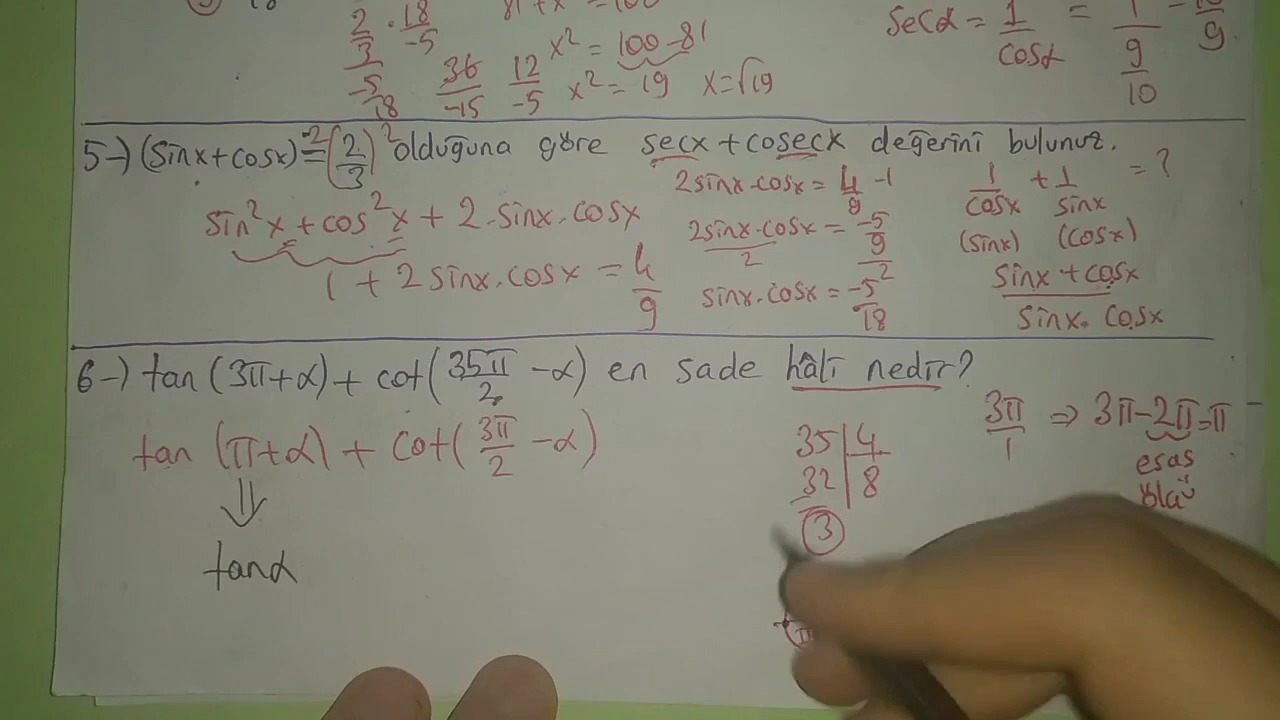 2/3 · 18/-5
-5/18 36/-15 12/-5
x² = 100-81
x² = 19 x=√19
secα = 1/cosα = 1/(9/10) = 10/9
5-) (sinx+cosx)² = (2/3)² olduğuna göre secx+cosecx değerini bulunuz.
sin²x + cos²x + 2·sinx·cosx
1 + 2 sinx·cosx = 4/9
2sinx·cosx = 4/9 -1
2sinx·cosx/2 = -5/9/2
sinx·cosx = -5/18
1/cosx + 1/sinx = ?
(sinx) (cosx)
sinx + cosx
sinx·cosx
6-) tan(3π+α) + cot(35π/2 -α) en sade hâli nedir?
tan(π+α) + cot(3π/2 -α)
⇓
tanα
35 4
32 8
3
3π/1 ⇒ 3π-2π=π
esas
π